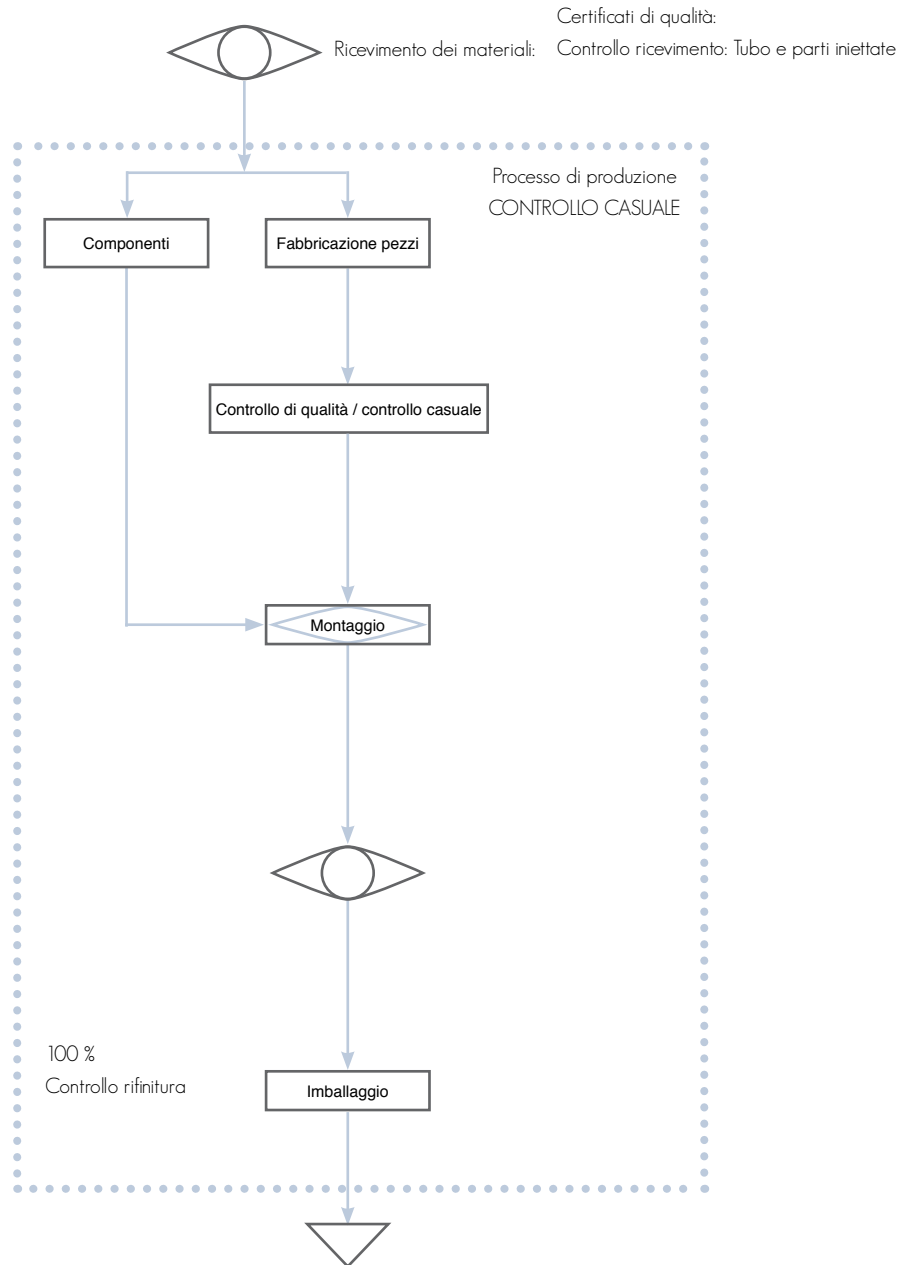 Certificati di qualità:
Ricevimento dei materiali:
Controllo ricevimento: Tubo e parti iniettate
Processo di produzione
CONTROLLO CASUALE
Componenti
Fabbricazione pezzi
Controllo di qualità / controllo casuale
Montaggio
100 %
Controllo rifinitura
Imballaggio